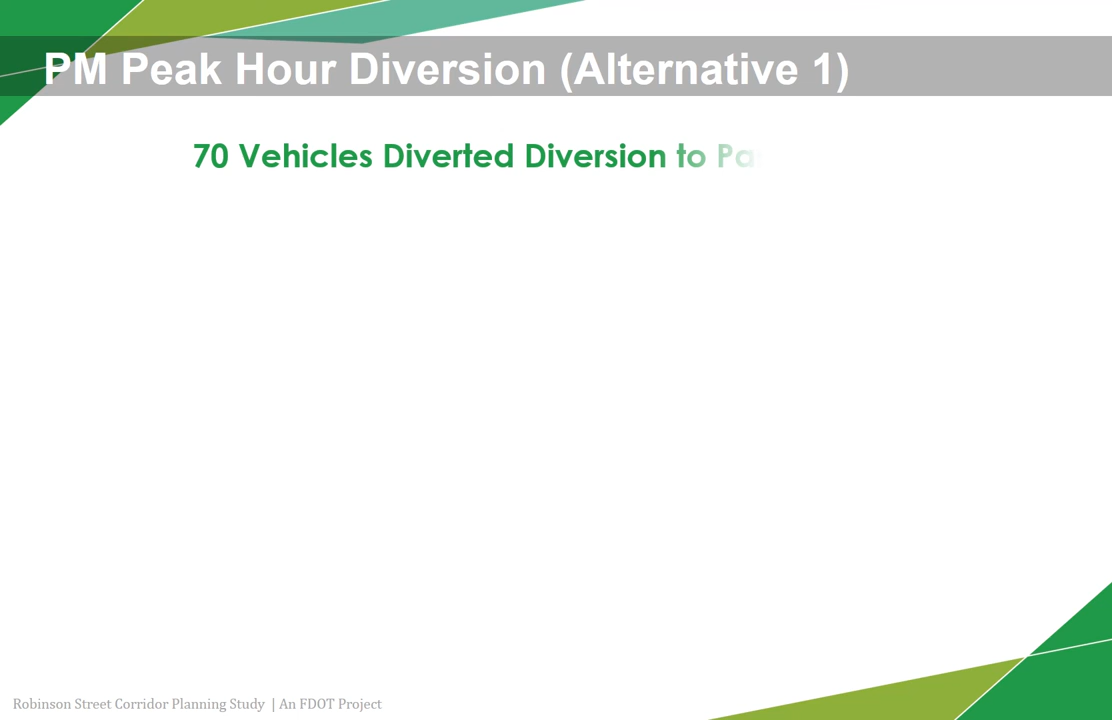 PM Peak Hour Diversion (Alternative 1)
70 Vehicles Diverted Diversion to
Robinson Street Corridor Planning Study | An FDOT Project